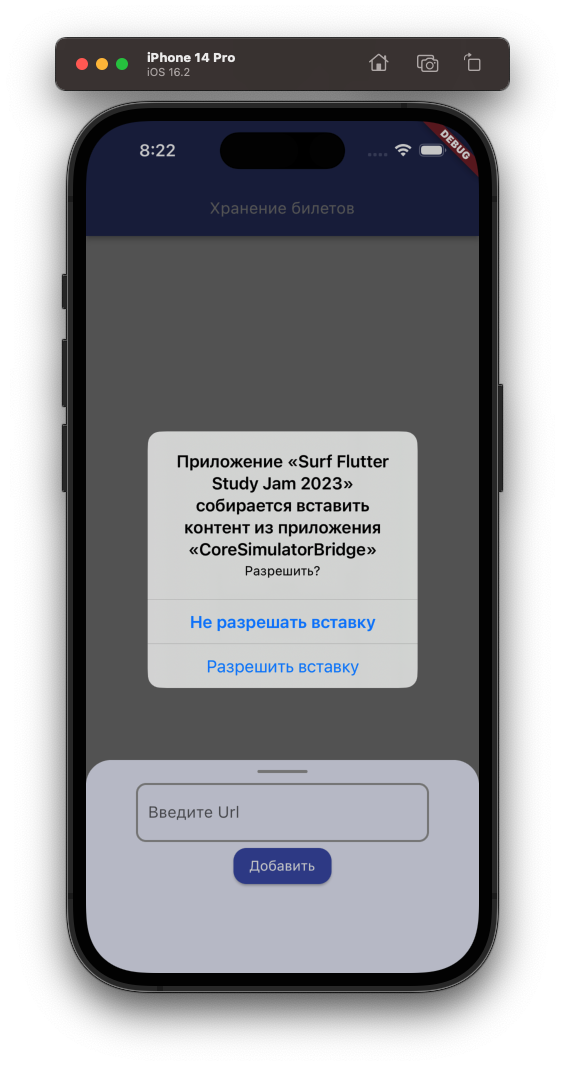 iPhone 14 Pro
iOS 16.2
8:22
DEBUG
Хранение билетов
Приложение «Surf Flutter
Study Jam 2023»
собирается вставить
контент из приложения
«CoreSimulatorBridge»
Разрешить?
Не разрешать вставку
Разрешить вставку
Введите Url
Добавить